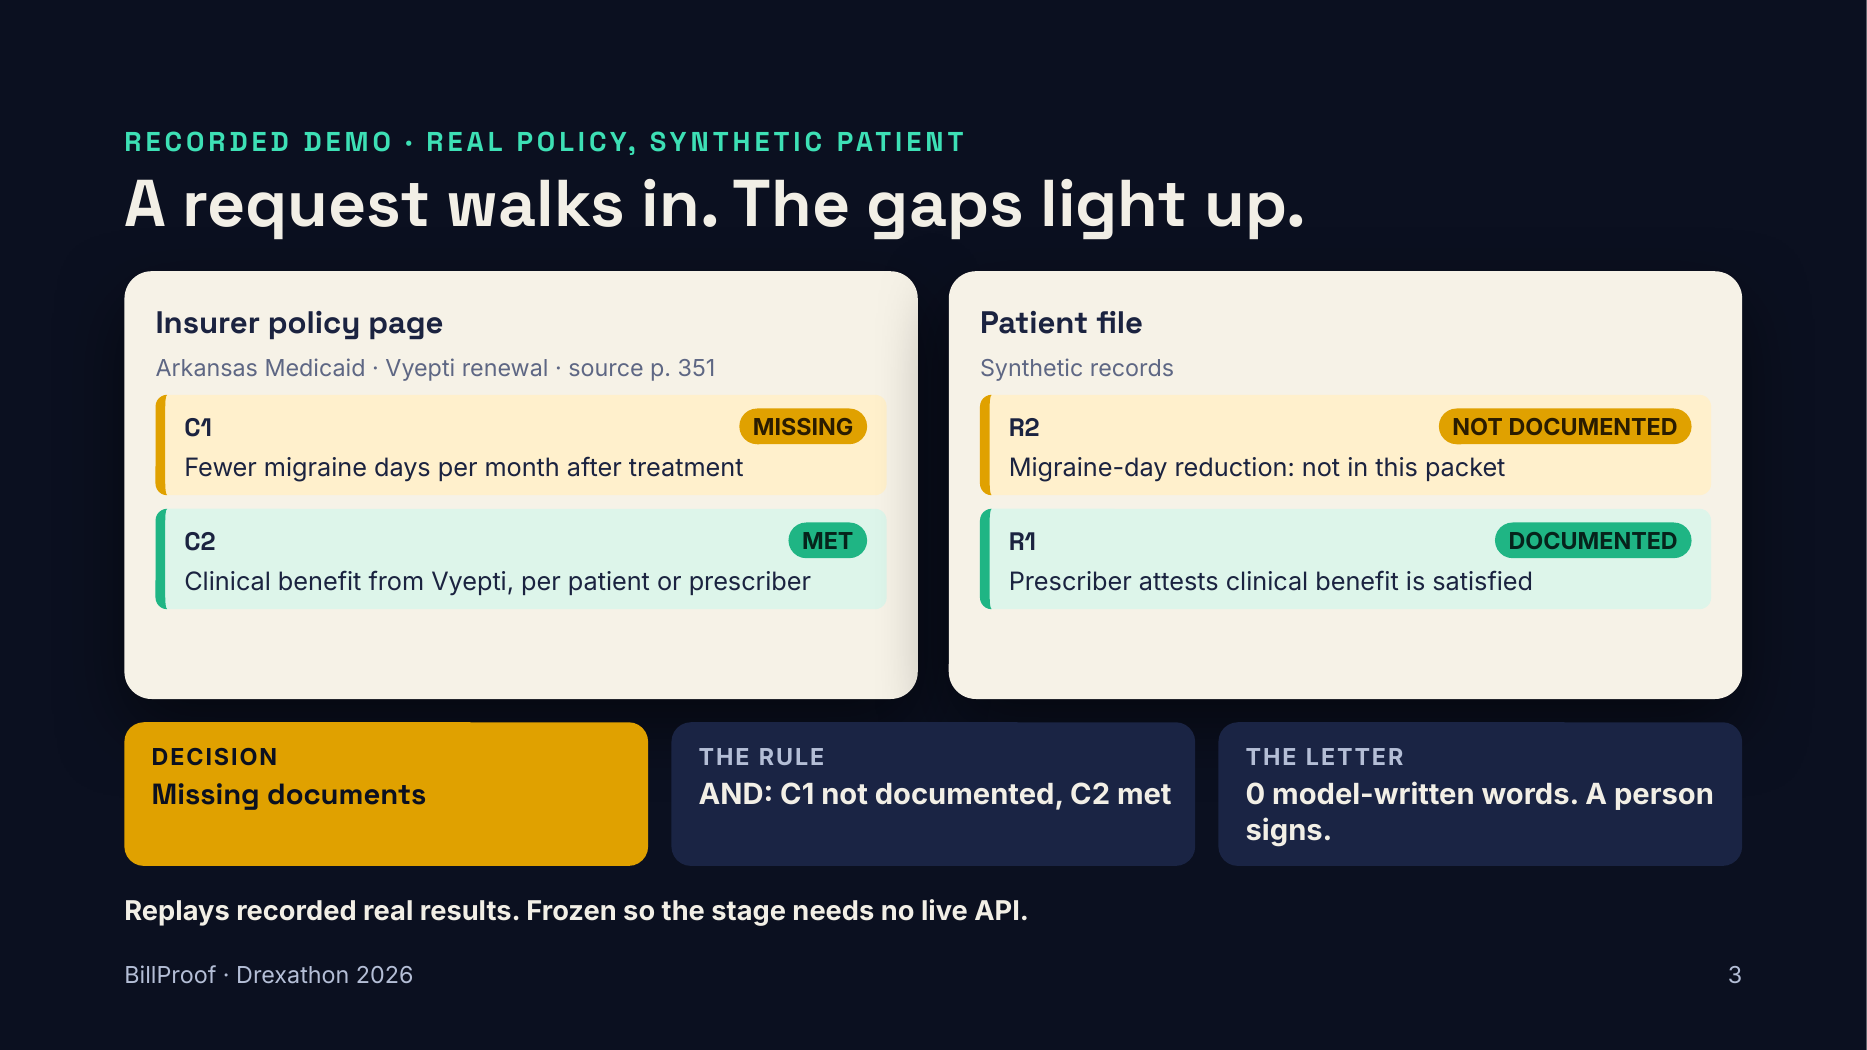 RECORDED DEMO · REAL POLICY, SYNTHETIC PATIENT
A request walks in. The gaps light up.
Insurer policy page
Arkansas Medicaid · Vyepti renewal · source p. 351
C1
MISSING
Fewer migraine days per month after treatment
C2
MET
Clinical benefit from Vyepti, per patient or prescriber
Patient file
Synthetic records
R2
NOT DOCUMENTED
Migraine-day reduction: not in this packet
R1
DOCUMENTED
Prescriber attests clinical benefit is satisfied
DECISION
Missing documents
THE RULE
AND: C1 not documented, C2 met
THE LETTER
0 model-written words. A person
signs.
Replays recorded real results. Frozen so the stage needs no live API.
BillProof · Drexathon 2026
3